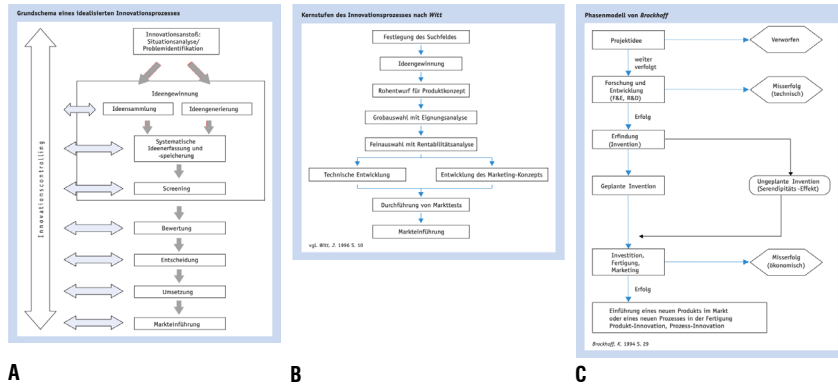 Grundschema eines idealisierten Innovationsprozesses
Innovationscontrolling
Innovationsanstoß:
Situationsanalyse/
Problemidentifikation
Ideengewinnung
Ideensammlung
Ideengenerierung
Systematische
Ideenerfassung und
-speicherung
Screening
Bewertung
Entscheidung
Umsetzung
Markteinführung
A
Kernstufen des Innovationsprozesses nach Witt
Festlegung des Suchfeldes
Ideengewinnung
Rohentwurf für Produktkonzept
Grobauswahl mit Eignungsanalyse
Feinauswahl mit Rentabilitätsanalyse
Technische Entwicklung
Entwicklung des Marketing-Konzepts
Durchführung von Markttests
Markteinführung
vgl. Witt, J. 1996 S. 10
B
Phasenmodell von Brockhoff
Projektidee
Verworfen
weiter
verfolgt
Forschung und
Entwicklung
(F&E, R&D)
Misserfolg
(technisch)
Erfolg
Erfindung
(Invention)
Geplante Invention
Ungeplante Invention
(Serendipitäts-Effekt)
Investition,
Fertigung,
Marketing
Misserfolg
(ökonomisch)
Erfolg
Einführung eines neuen Produkts im Markt
oder eines neuen Prozesses in der Fertigung
Produkt-Innovation, Prozess-Innovation
Brockhoff, K. 1994 S. 29
C